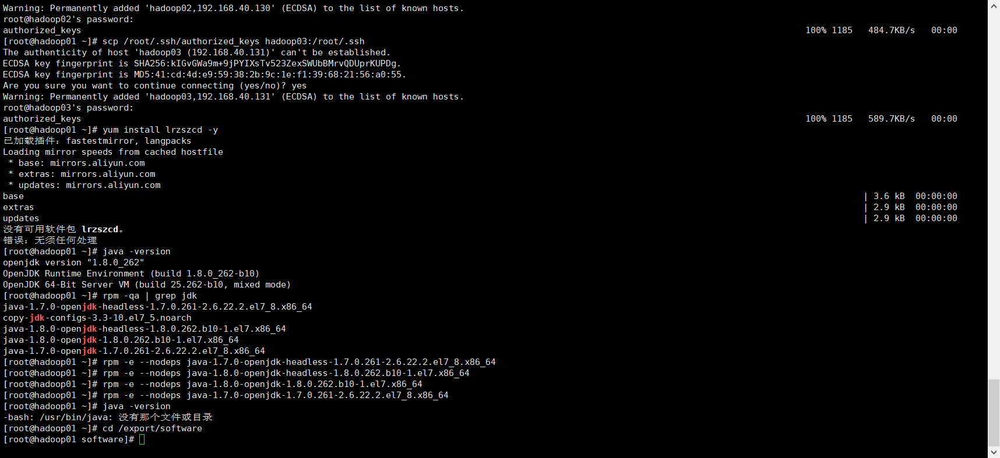 Warning: Permanently added 'hadoop02,192.168.40.130' (ECDSA) to the list of known hosts.
root@hadoop02's password:
authorized_keys 100% 1185 484.7KB/s 00:00
[root@hadoop01 ~]# scp /root/.ssh/authorized_keys hadoop03:/root/.ssh
The authenticity of host 'hadoop03 (192.168.40.131)' can't be established.
ECDSA key fingerprint is SHA256:kIGvGWa9m+9jPYIXsTv523ZexSWUbBMrvQDUprKUPDg.
ECDSA key fingerprint is MD5:41:cd:4d:e9:59:38:2b:9c:1e:f1:39:68:21:56:a0:55.
Are you sure you want to continue connecting (yes/no)? yes
Warning: Permanently added 'hadoop03,192.168.40.131' (ECDSA) to the list of known hosts.
root@hadoop03's password:
authorized_keys 100% 1185 589.7KB/s 00:00
[root@hadoop01 ~]# yum install lrzszcd -y
已加载插件：fastestmirror, langpacks
Loading mirror speeds from cached hostfile
* base: mirrors.aliyun.com
* extras: mirrors.aliyun.com
* updates: mirrors.aliyun.com
base | 3.6 kB 00:00:00
extras | 2.9 kB 00:00:00
updates | 2.9 kB 00:00:00
没有可用软件包 lrzszcd。
错误：无须任何处理
[root@hadoop01 ~]# java -version
openjdk version "1.8.0_262"
OpenJDK Runtime Environment (build 1.8.0_262-b10)
OpenJDK 64-Bit Server VM (build 25.262-b10, mixed mode)
[root@hadoop01 ~]# rpm -qa | grep jdk
java-1.7.0-openjdk-headless-1.7.0.261-2.6.22.2.el7_8.x86_64
copy-jdk-configs-3.3-10.el7_5.noarch
java-1.8.0-openjdk-headless-1.8.0.262.b10-1.el7.x86_64
java-1.8.0-openjdk-1.8.0.262.b10-1.el7.x86_64
java-1.7.0-openjdk-1.7.0.261-2.6.22.2.el7_8.x86_64
[root@hadoop01 ~]# rpm -e --nodeps java-1.7.0-openjdk-headless-1.7.0.261-2.6.22.2.el7_8.x86_64
[root@hadoop01 ~]# rpm -e --nodeps java-1.8.0-openjdk-headless-1.8.0.262.b10-1.el7.x86_64
[root@hadoop01 ~]# rpm -e --nodeps java-1.8.0-openjdk-1.8.0.262.b10-1.el7.x86_64
[root@hadoop01 ~]# rpm -e --nodeps java-1.7.0-openjdk-1.7.0.261-2.6.22.2.el7_8.x86_64
[root@hadoop01 ~]# java -version
-bash: /usr/bin/java: 没有那个文件或目录
[root@hadoop01 ~]# cd /export/software
[root@hadoop01 software]#